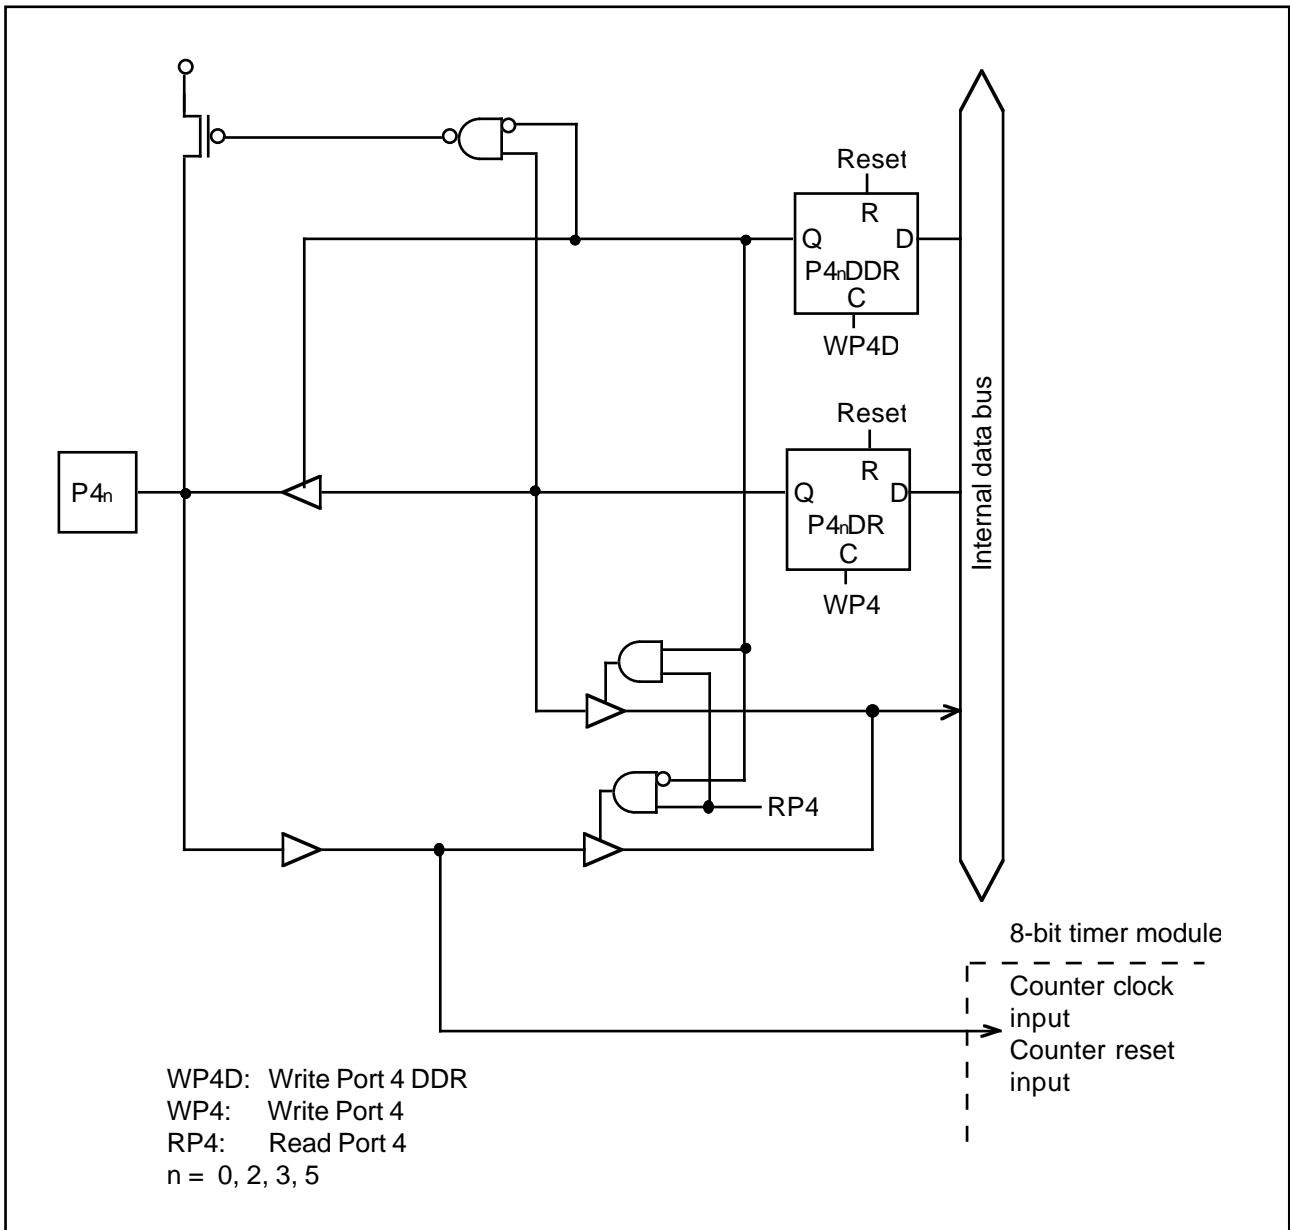 Reset
R
Q D
P4nDDR
C
WP4D
Reset
R
P4n
Q D
P4nDR
C
WP4
Internal data bus
RP4
8-bit timer module
Counter clock
input
Counter reset
input
WP4D: Write Port 4 DDR
WP4: Write Port 4
RP4: Read Port 4
n = 0, 2, 3, 5